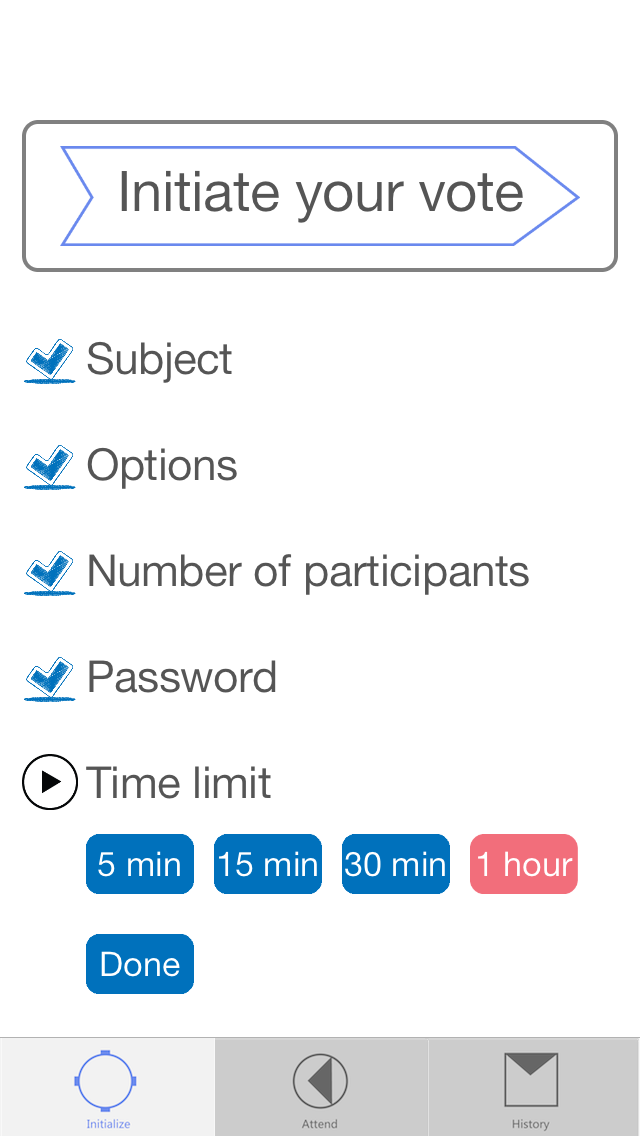 Initiate your vote
Subject
Options
Number of participants
Password
Time limit
5 min 15 min 30 min 1 hour
Done
Initialize Attend History